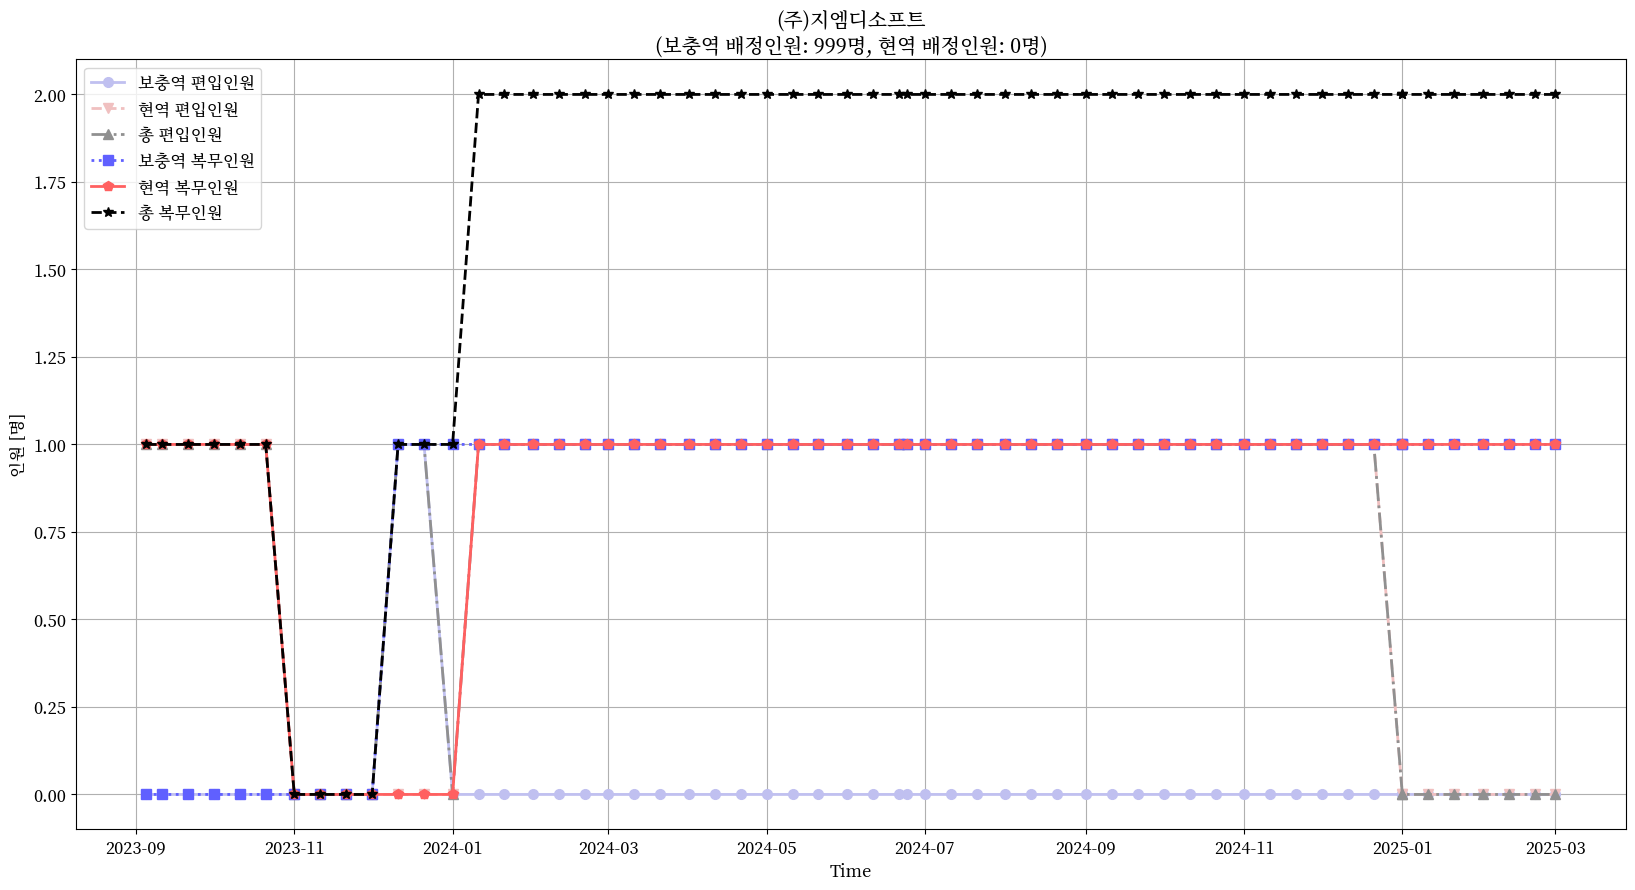 (주)지엠디소프트
(보충역 배정인원: 999명, 현역 배정인원: 0명)
보충역 편입인원
현역 편입인원
총 편입인원
보충역 복무인원
현역 복무인원
총 복무인원
2.00
1.75
1.50
1.25
1.00
0.75
0.50
0.25
0.00
인원 [명]
2023-09 2023-11 2024-01 2024-03 2024-05 2024-07 2024-09 2024-11 2025-01 2025-03
Time